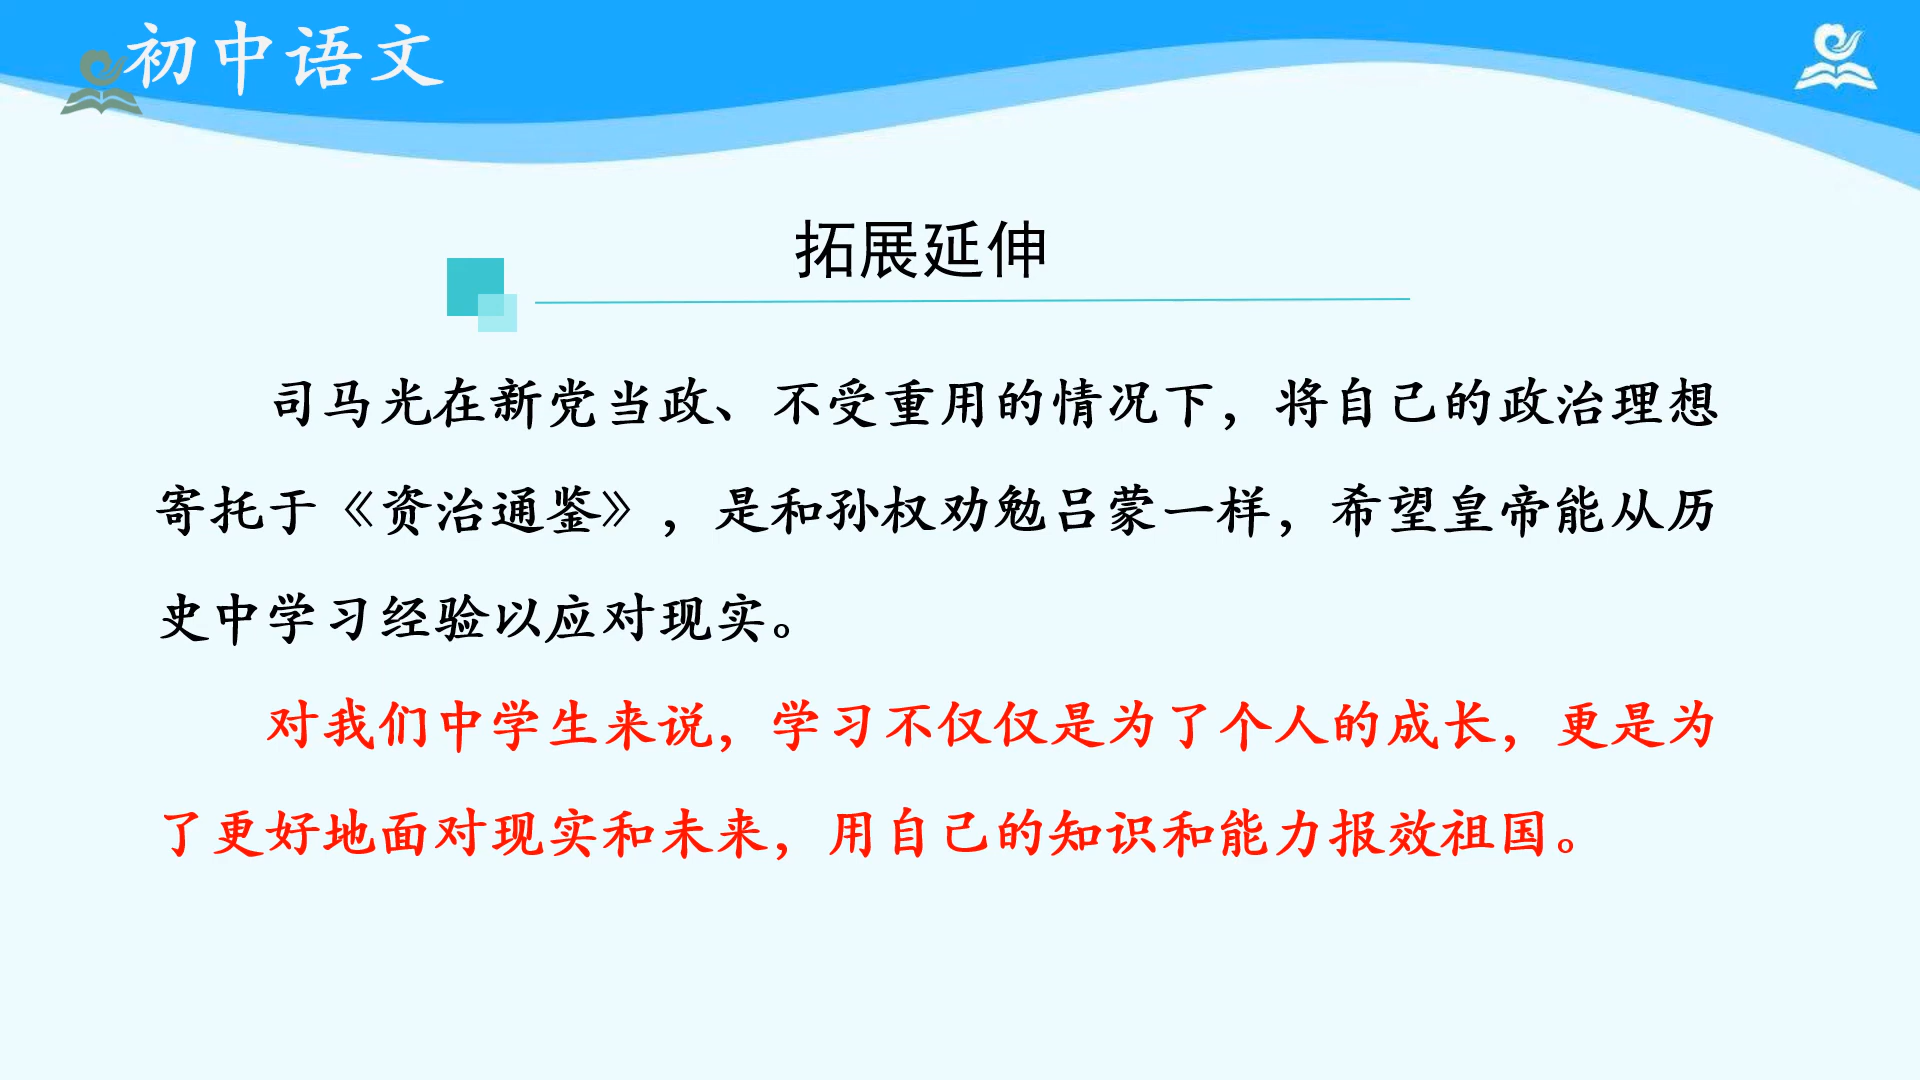 初中语文
拓展延伸
司马光在新党当政、不受重用的情况下，将自己的政治理想
寄托于《资治通鉴》，是和孙权劝勉吕蒙一样，希望皇帝能从历
史中学习经验以应对现实。
对我们中学生来说，学习不仅仅是为了个人的成长，更是为
了更好地面对现实和未来，用自己的知识和能力报效祖国。